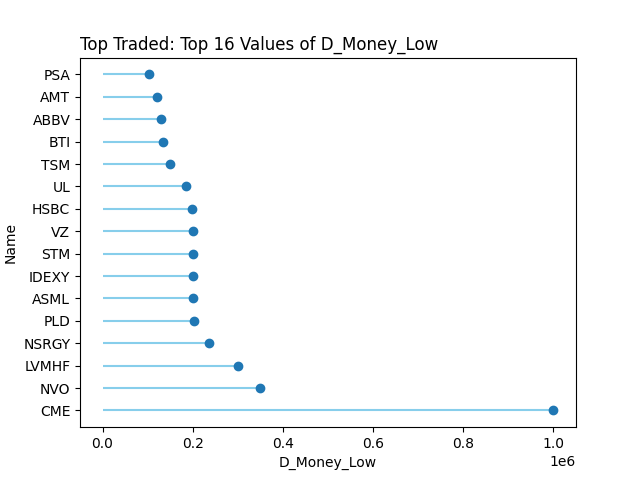 Top Traded: Top 16 Values of D_Money_Low
PSA
AMT
ABBV
BTI
TSM
UL
HSBC
VZ
STM
IDEXY
ASML
PLD
NSRGY
LVMHF
NVO
CME
Name
0.0 0.2 0.4 0.6 0.8 1.0
1e6
D_Money_Low